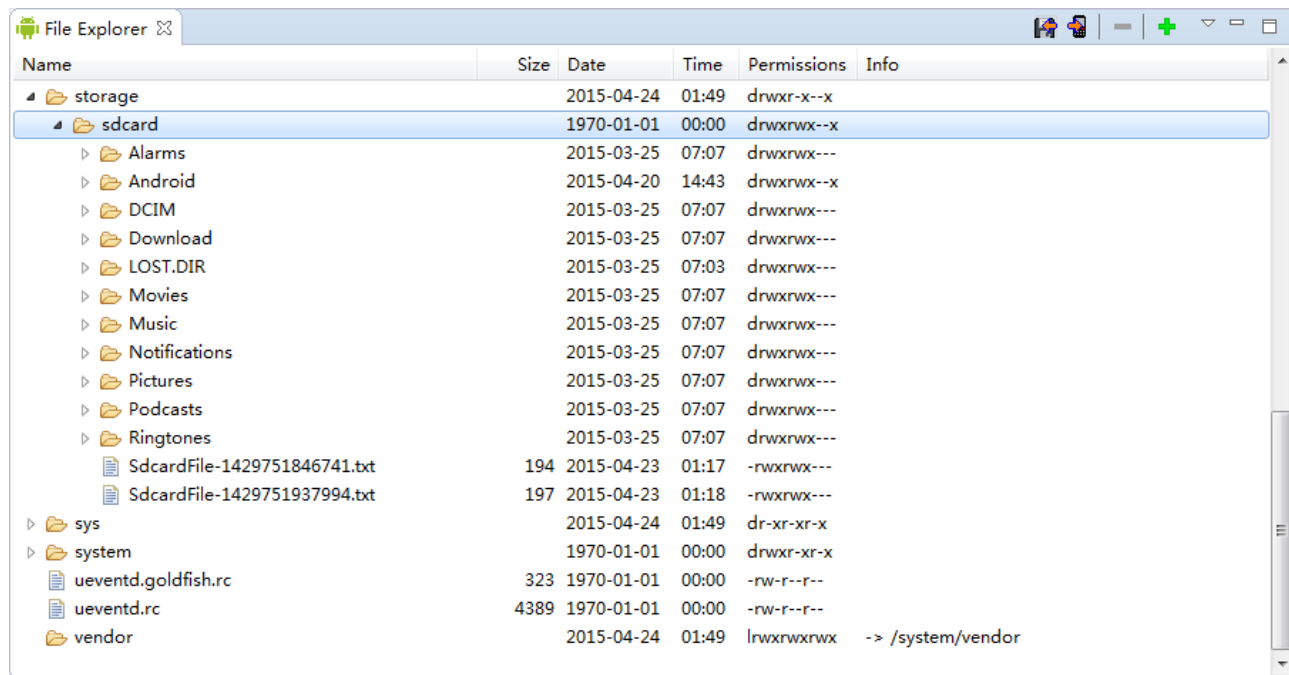 File Explorer
Name Size Date Time Permissions Info
storage 2015-04-24 01:49 drwxr-x--x
sdcard 1970-01-01 00:00 drwxrwx--x
Alarms 2015-03-25 07:07 drwxrwx---
Android 2015-04-20 14:43 drwxrwx--x
DCIM 2015-03-25 07:07 drwxrwx---
Download 2015-03-25 07:07 drwxrwx---
LOST.DIR 2015-03-25 07:03 drwxrwx---
Movies 2015-03-25 07:07 drwxrwx---
Music 2015-03-25 07:07 drwxrwx---
Notifications 2015-03-25 07:07 drwxrwx---
Pictures 2015-03-25 07:07 drwxrwx---
Podcasts 2015-03-25 07:07 drwxrwx---
Ringtones 2015-03-25 07:07 drwxrwx---
SdcardFile-1429751846741.txt 194 2015-04-23 01:17 -rwxrwx---
SdcardFile-1429751937994.txt 197 2015-04-23 01:18 -rwxrwx---
sys 2015-04-24 01:49 dr-xr-xr-x
system 1970-01-01 00:00 drwxr-xr-x
ueventd.goldfish.rc 323 1970-01-01 00:00 -rw-r--r--
ueventd.rc 4389 1970-01-01 00:00 -rw-r--r--
vendor 2015-04-24 01:49 lrwxrwxrwx -> /system/vendor